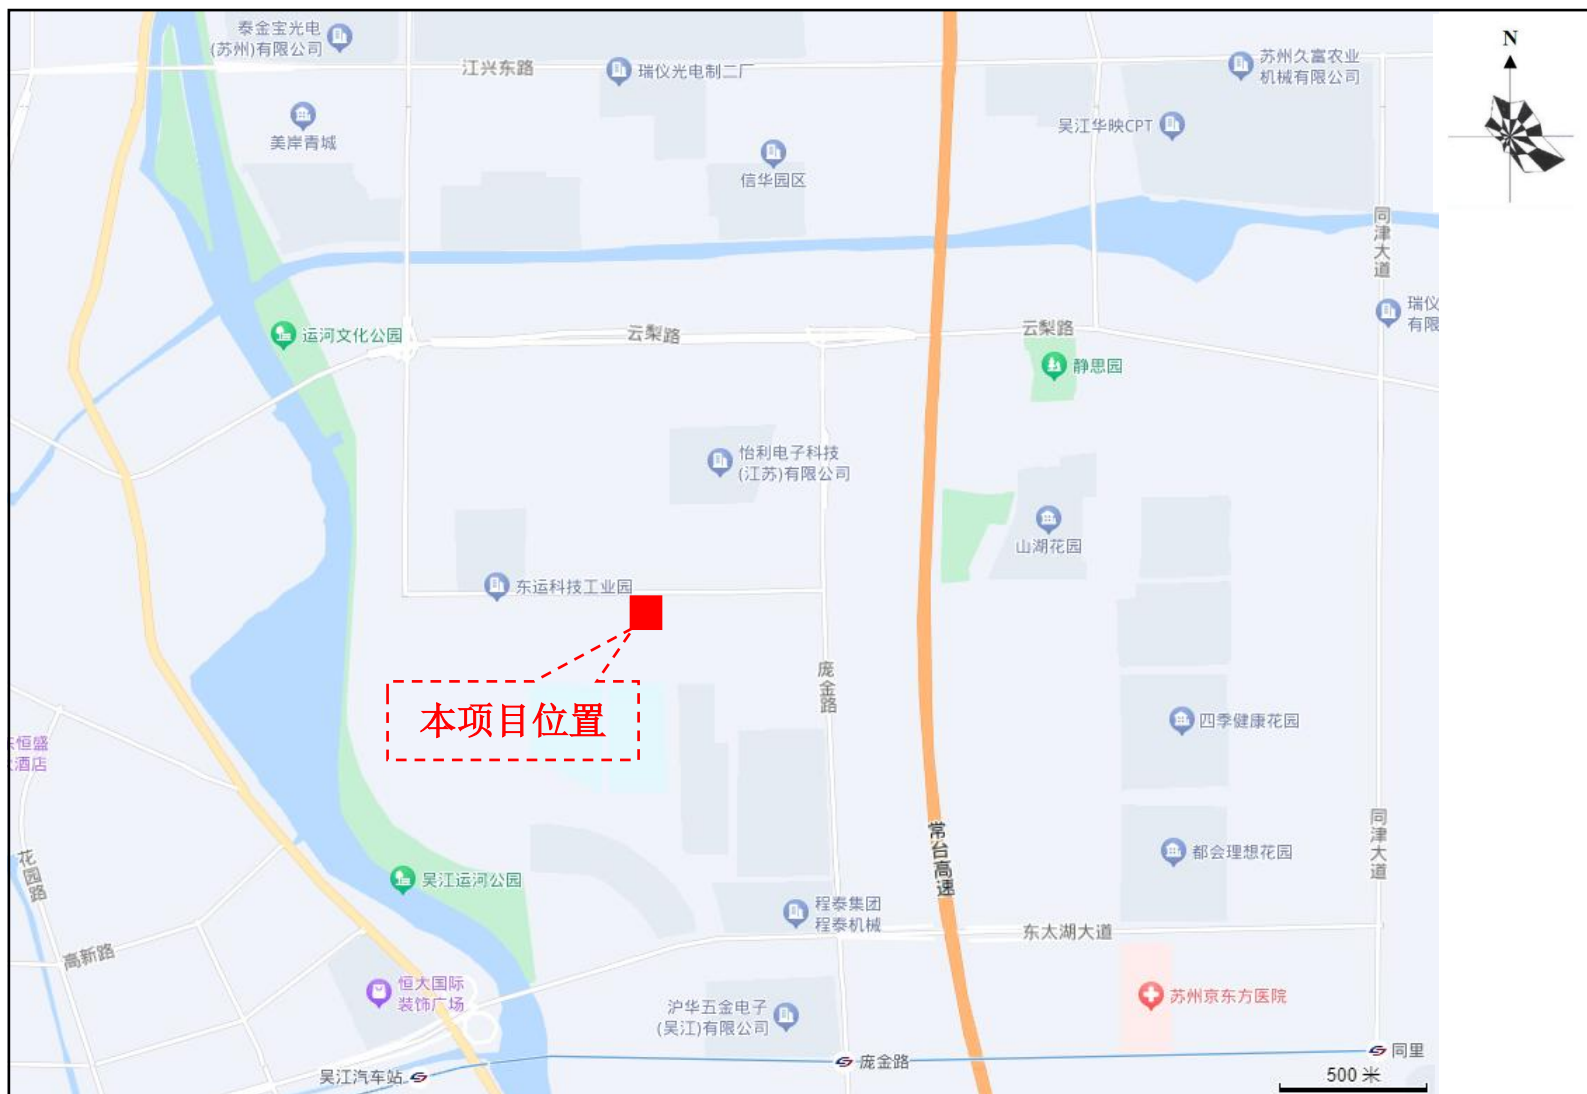 泰金宝光电
(苏州)有限公司
江兴东路
瑞仪光电制二厂
苏州久富农业
机械有限公司
N
美岸青城
吴江华映CPT
信华园区
同津大道
运河文化公园
云梨路
云梨路
瑞仪
有限
静思园
怡利电子科技
(江苏)有限公司
山湖花园
东运科技工业园
庞金路
本项目位置
四季健康花园
恒盛
酒店
常台高速
同津大道
花园路
都会理想花园
吴江运河公园
程泰集团
程泰机械
东太湖大道
高新路
恒大国际
装饰广场
沪华五金电子
(吴江)有限公司
苏州京东方医院
吴江汽车站
庞金路
同里
500 米